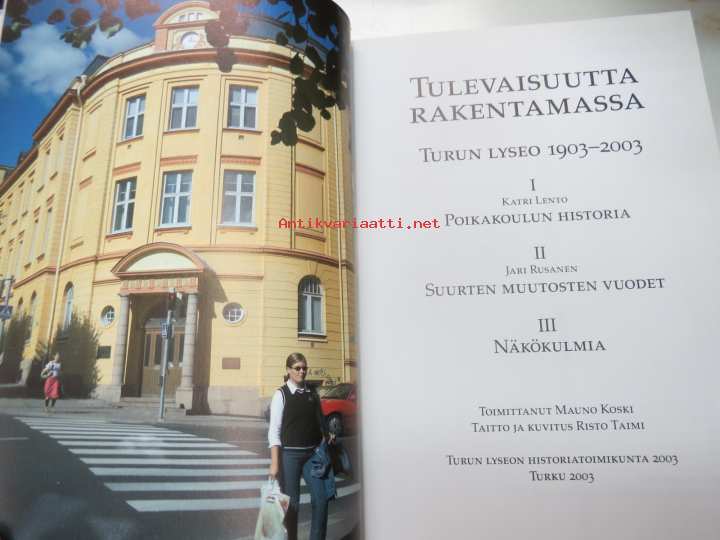 TULEVAISUUTTA
RAKENTAMASSA
TURUN LYSEO 1903–2003
I
KATRI LENTO
POIKAKOULUN HISTORIA
II
JARI RUSANEN
SUURTEN MUUTOSTEN VUODET
III
NÄKÖKULMIA
TOIMITTANUT MAUNO KOSKI
TAITTO JA KUVITUS RISTO TAIMI
TURUN LYSEON HISTORIATOIMIKUNTA 2003
TURKU 2003
Antikvariaatti.net